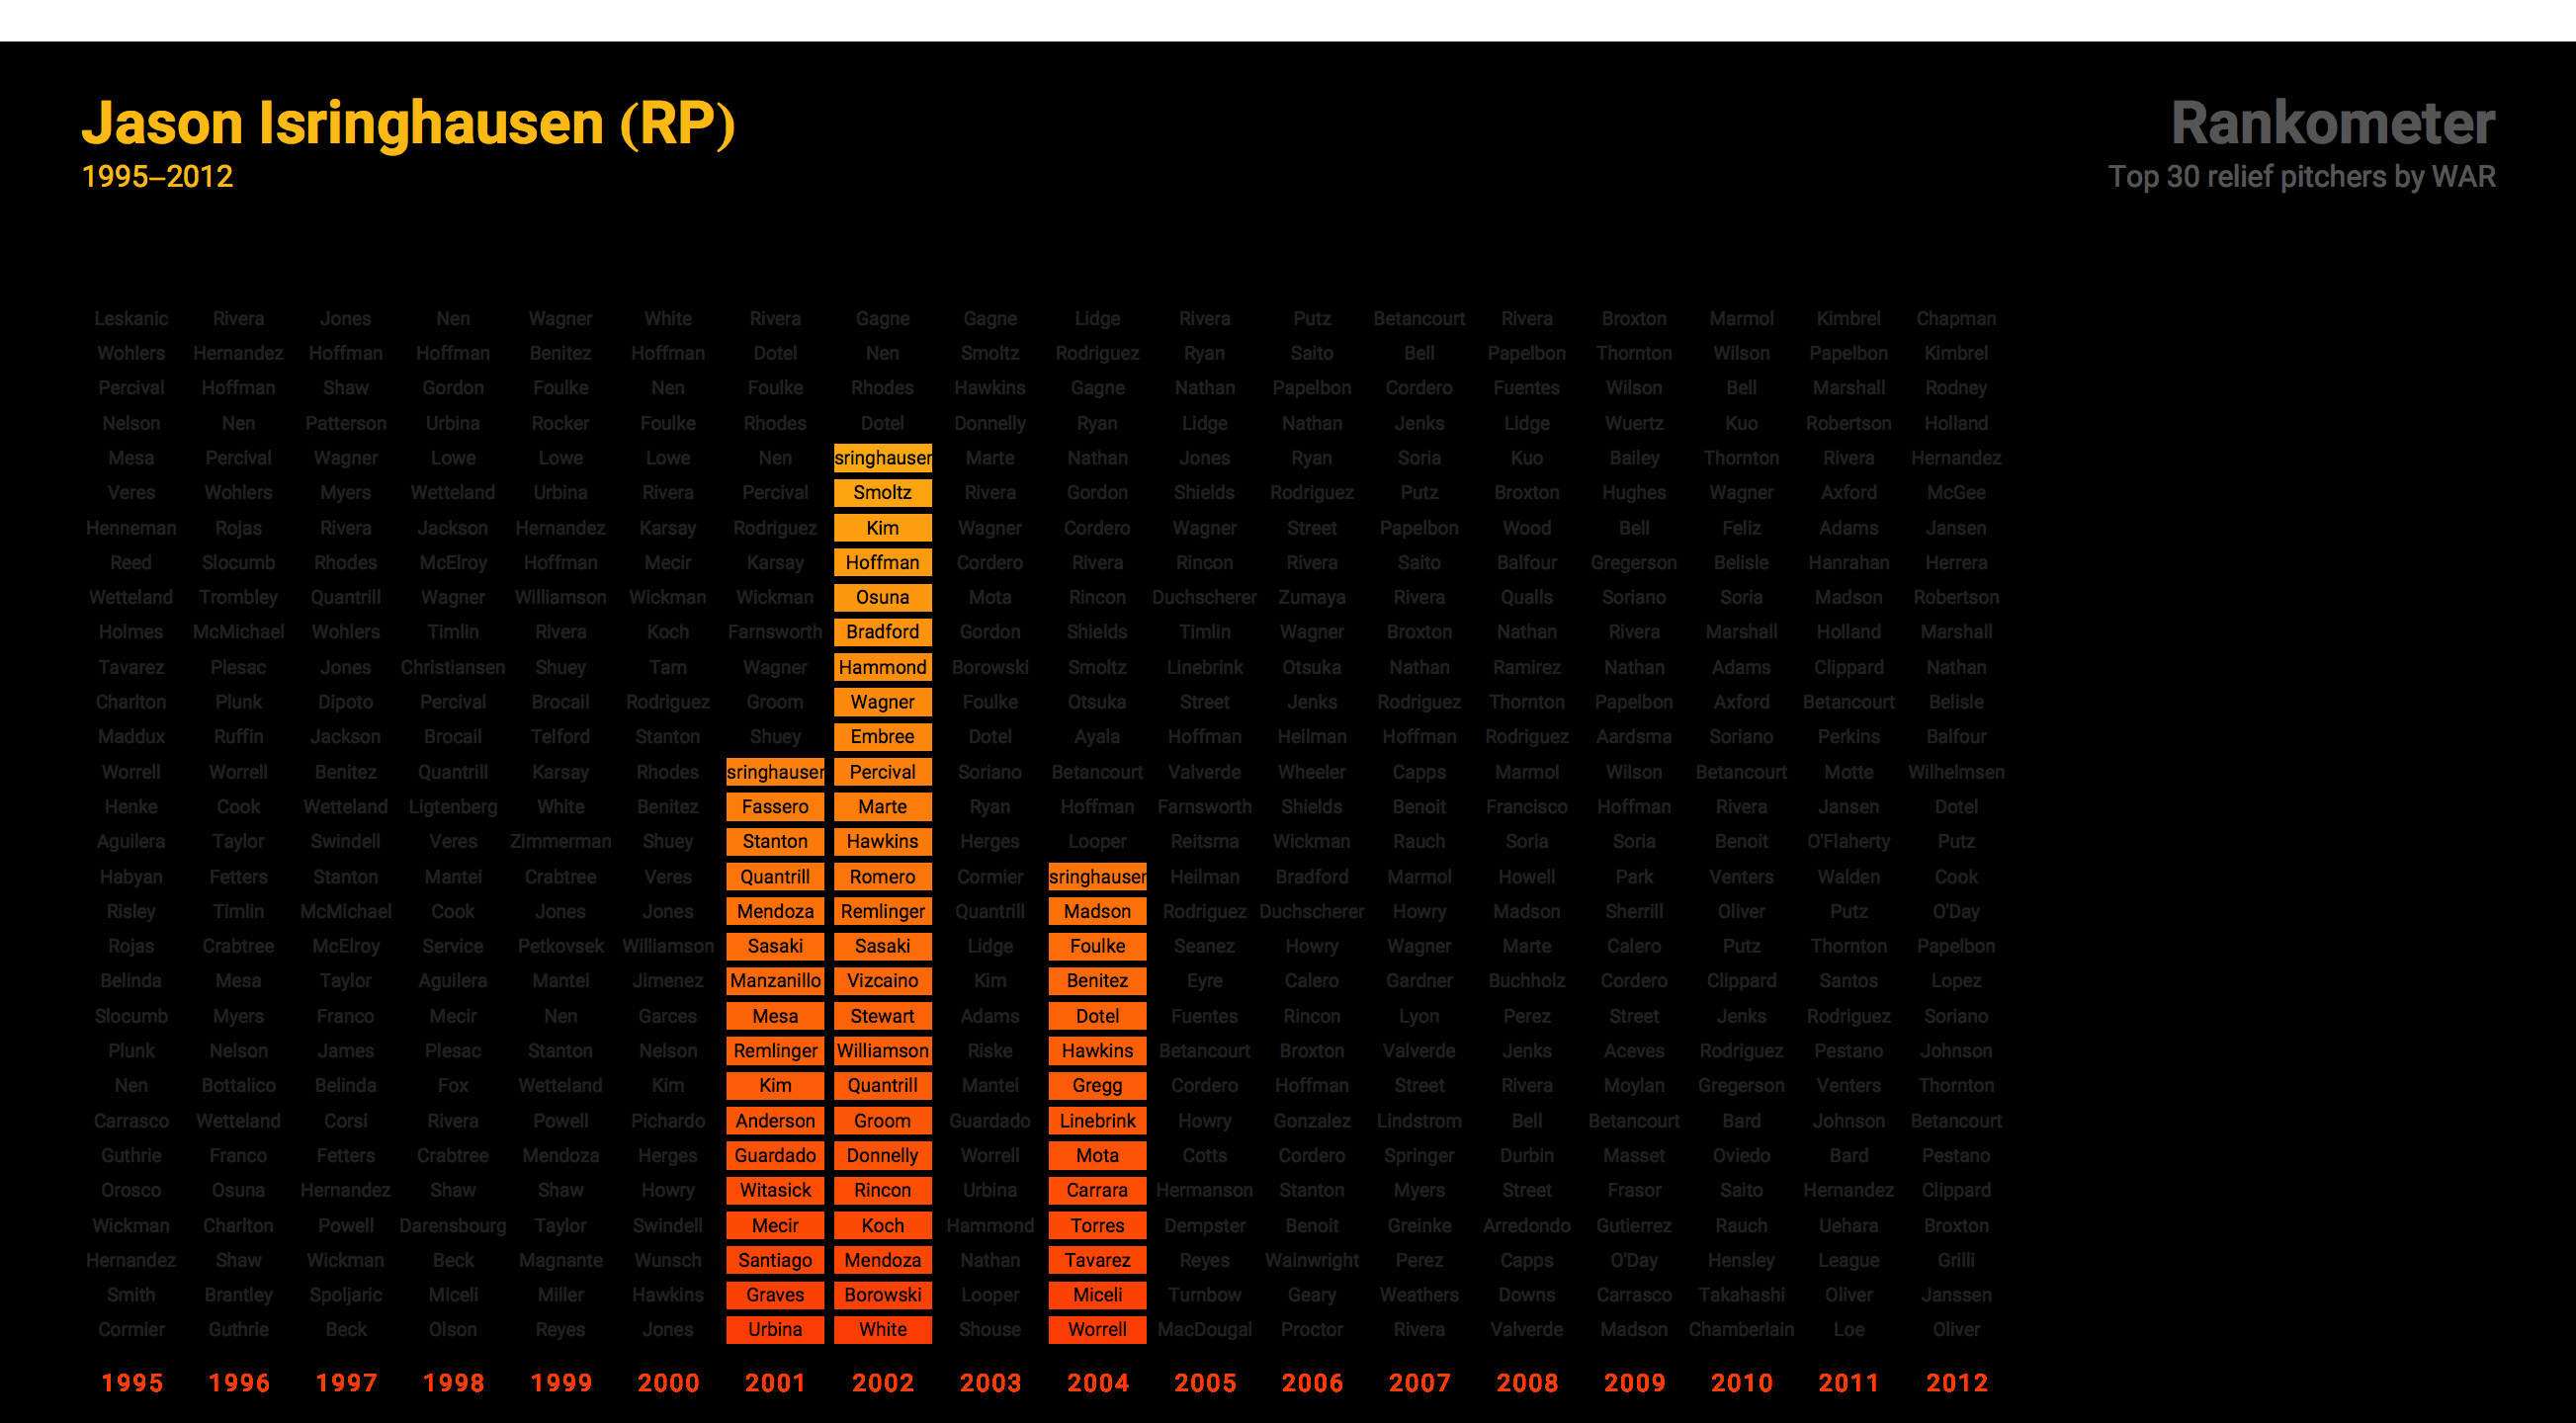 Jason Isringhausen (RP) Rankometer
1995–2012 Top 30 relief pitchers by WAR
Leskanic Rivera Jones Nen Wagner White Rivera Gagne Gagne Lidge Rivera Putz Betancourt Rivera Broxton Marmol Kimbrel Chapman
Wohlers Hernandez Hoffman Hoffman Benitez Hoffman Dotel Nen Smoltz Rodriguez Ryan Saito Bell Papelbon Thornton Wilson Papelbon Kimbrel
Percival Hoffman Shaw Gordon Foulke Nen Foulke Rhodes Hawkins Gagne Nathan Papelbon Cordero Fuentes Wilson Bell Marshall Rodney
Nelson Nen Patterson Urbina Rocker Foulke Rhodes Dotel Donnelly Ryan Lidge Nathan Jenks Lidge Wuertz Kuo Robertson Holland
Mesa Percival Wagner Lowe Lowe Lowe Nen sringhauser Marte Nathan Jones Ryan Soria Kuo Bailey Thornton Rivera Hernandez
Veres Wohlers Myers Wetteland Urbina Rivera Percival Smoltz Rivera Gordon Shields Rodriguez Putz Broxton Hughes Wagner Axford McGee
Henneman Rojas Rivera Jackson Hernandez Karsay Rodriguez Kim Wagner Cordero Wagner Street Papelbon Wood Bell Feliz Adams Jansen
Reed Slocumb Rhodes McElroy Hoffman Mecir Karsay Hoffman Cordero Rivera Rincon Rivera Saito Balfour Gregerson Belisle Hanrahan Herrera
Wetteland Trombley Quantrill Wagner Williamson Wickman Wickman Osuna Mota Rincon Duchscherer Zumaya Rivera Qualls Soriano Soria Madson Robertson
Holmes McMichael Wohlers Timlin Rivera Koch Farnsworth Bradford Gordon Shields Timlin Wagner Broxton Nathan Rivera Marshall Holland Marshall
Tavarez Plesac Jones Christiansen Shuey Tam Wagner Hammond Borowski Smoltz Linebrink Otsuka Nathan Ramirez Nathan Adams Clippard Nathan
Charlton Plunk Dipoto Percival Brocail Rodriguez Groom Wagner Foulke Otsuka Street Jenks Rodriguez Thornton Papelbon Axford Betancourt Belisle
Maddux Ruffin Jackson Brocail Telford Stanton Shuey Embree Dotel Ayala Hoffman Heilman Hoffman Rodriguez Aardsma Soriano Perkins Balfour
Worrell Worrell Benitez Quantrill Karsay Rhodes sringhauser Percival Soriano Betancourt Valverde Wheeler Capps Marmol Wilson Betancourt Motte Wilhelmsen
Henke Cook Wetteland Ligtenberg White Benitez Fassero Marte Ryan Hoffman Farnsworth Shields Benoit Francisco Hoffman Rivera Jansen Dotel
Aguilera Taylor Swindell Veres Zimmerman Shuey Stanton Hawkins Herges Looper Reitsma Wickman Rauch Soria Soria Benoit O'Flaherty Putz
Habyan Fetters Stanton Mantei Crabtree Veres Quantrill Romero Cormier sringhauser Heilman Bradford Marmol Howell Park Venters Walden Cook
Risley Timlin McMichael Cook Jones Jones Mendoza Remlinger Quantrill Madson Rodriguez Duchscherer Howry Madson Sherrill Oliver Putz O'Day
Rojas Crabtree McElroy Service Petkovsek Williamson Sasaki Sasaki Lidge Foulke Seanez Howry Wagner Marte Calero Putz Thornton Papelbon
Belinda Mesa Taylor Aguilera Mantei Jimenez Manzanillo Vizcaino Kim Benitez Eyre Calero Gardner Buchholz Cordero Clippard Santos Lopez
Slocumb Myers Franco Mecir Nen Garces Mesa Stewart Adams Dotel Fuentes Rincon Lyon Perez Street Jenks Rodriguez Soriano
Plunk Nelson James Plesac Stanton Nelson Remlinger Williamson Riske Hawkins Betancourt Broxton Valverde Jenks Aceves Rodriguez Pestano Johnson
Nen Bottalico Belinda Fox Wetteland Kim Kim Quantrill Mantei Gregg Cordero Hoffman Street Rivera Moylan Gregerson Venters Thornton
Carrasco Wetteland Corsi Rivera Powell Pichardo Anderson Groom Guardado Linebrink Howry Gonzalez Lindstrom Bell Betancourt Bard Johnson Betancourt
Guthrie Franco Fetters Crabtree Mendoza Herges Guardado Donnelly Worrell Mota Cotts Cordero Springer Durbin Masset Oviedo Bard Pestano
Orosco Osuna Hernandez Shaw Shaw Howry Witasick Rincon Urbina Carrara Hermanson Stanton Myers Street Frasor Saito Hernandez Clippard
Wickman Charlton Powell Darensbourg Taylor Swindell Mecir Koch Hammond Torres Dempster Benoit Greinke Arredondo Gutierrez Rauch Uehara Broxton
Hernandez Shaw Wickman Beck Magnante Wunsch Santiago Mendoza Nathan Tavarez Reyes Wainwright Perez Capps O'Day Hensley League Grilli
Smith Brantley Spoljaric Miceli Miller Hawkins Graves Borowski Looper Miceli Turnbow Geary Weathers Downs Carrasco Takahashi Oliver Janssen
Cormier Guthrie Beck Olson Reyes Jones Urbina White Shouse Worrell MacDougal Proctor Rivera Valverde Madson Chamberlain Loe Oliver
1995 1996 1997 1998 1999 2000 2001 2002 2003 2004 2005 2006 2007 2008 2009 2010 2011 2012